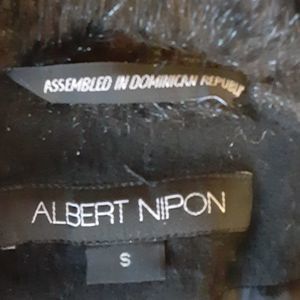 ASSEMBLED IN DOMINICAN REPUBLIC
ALBERT NIPON
S